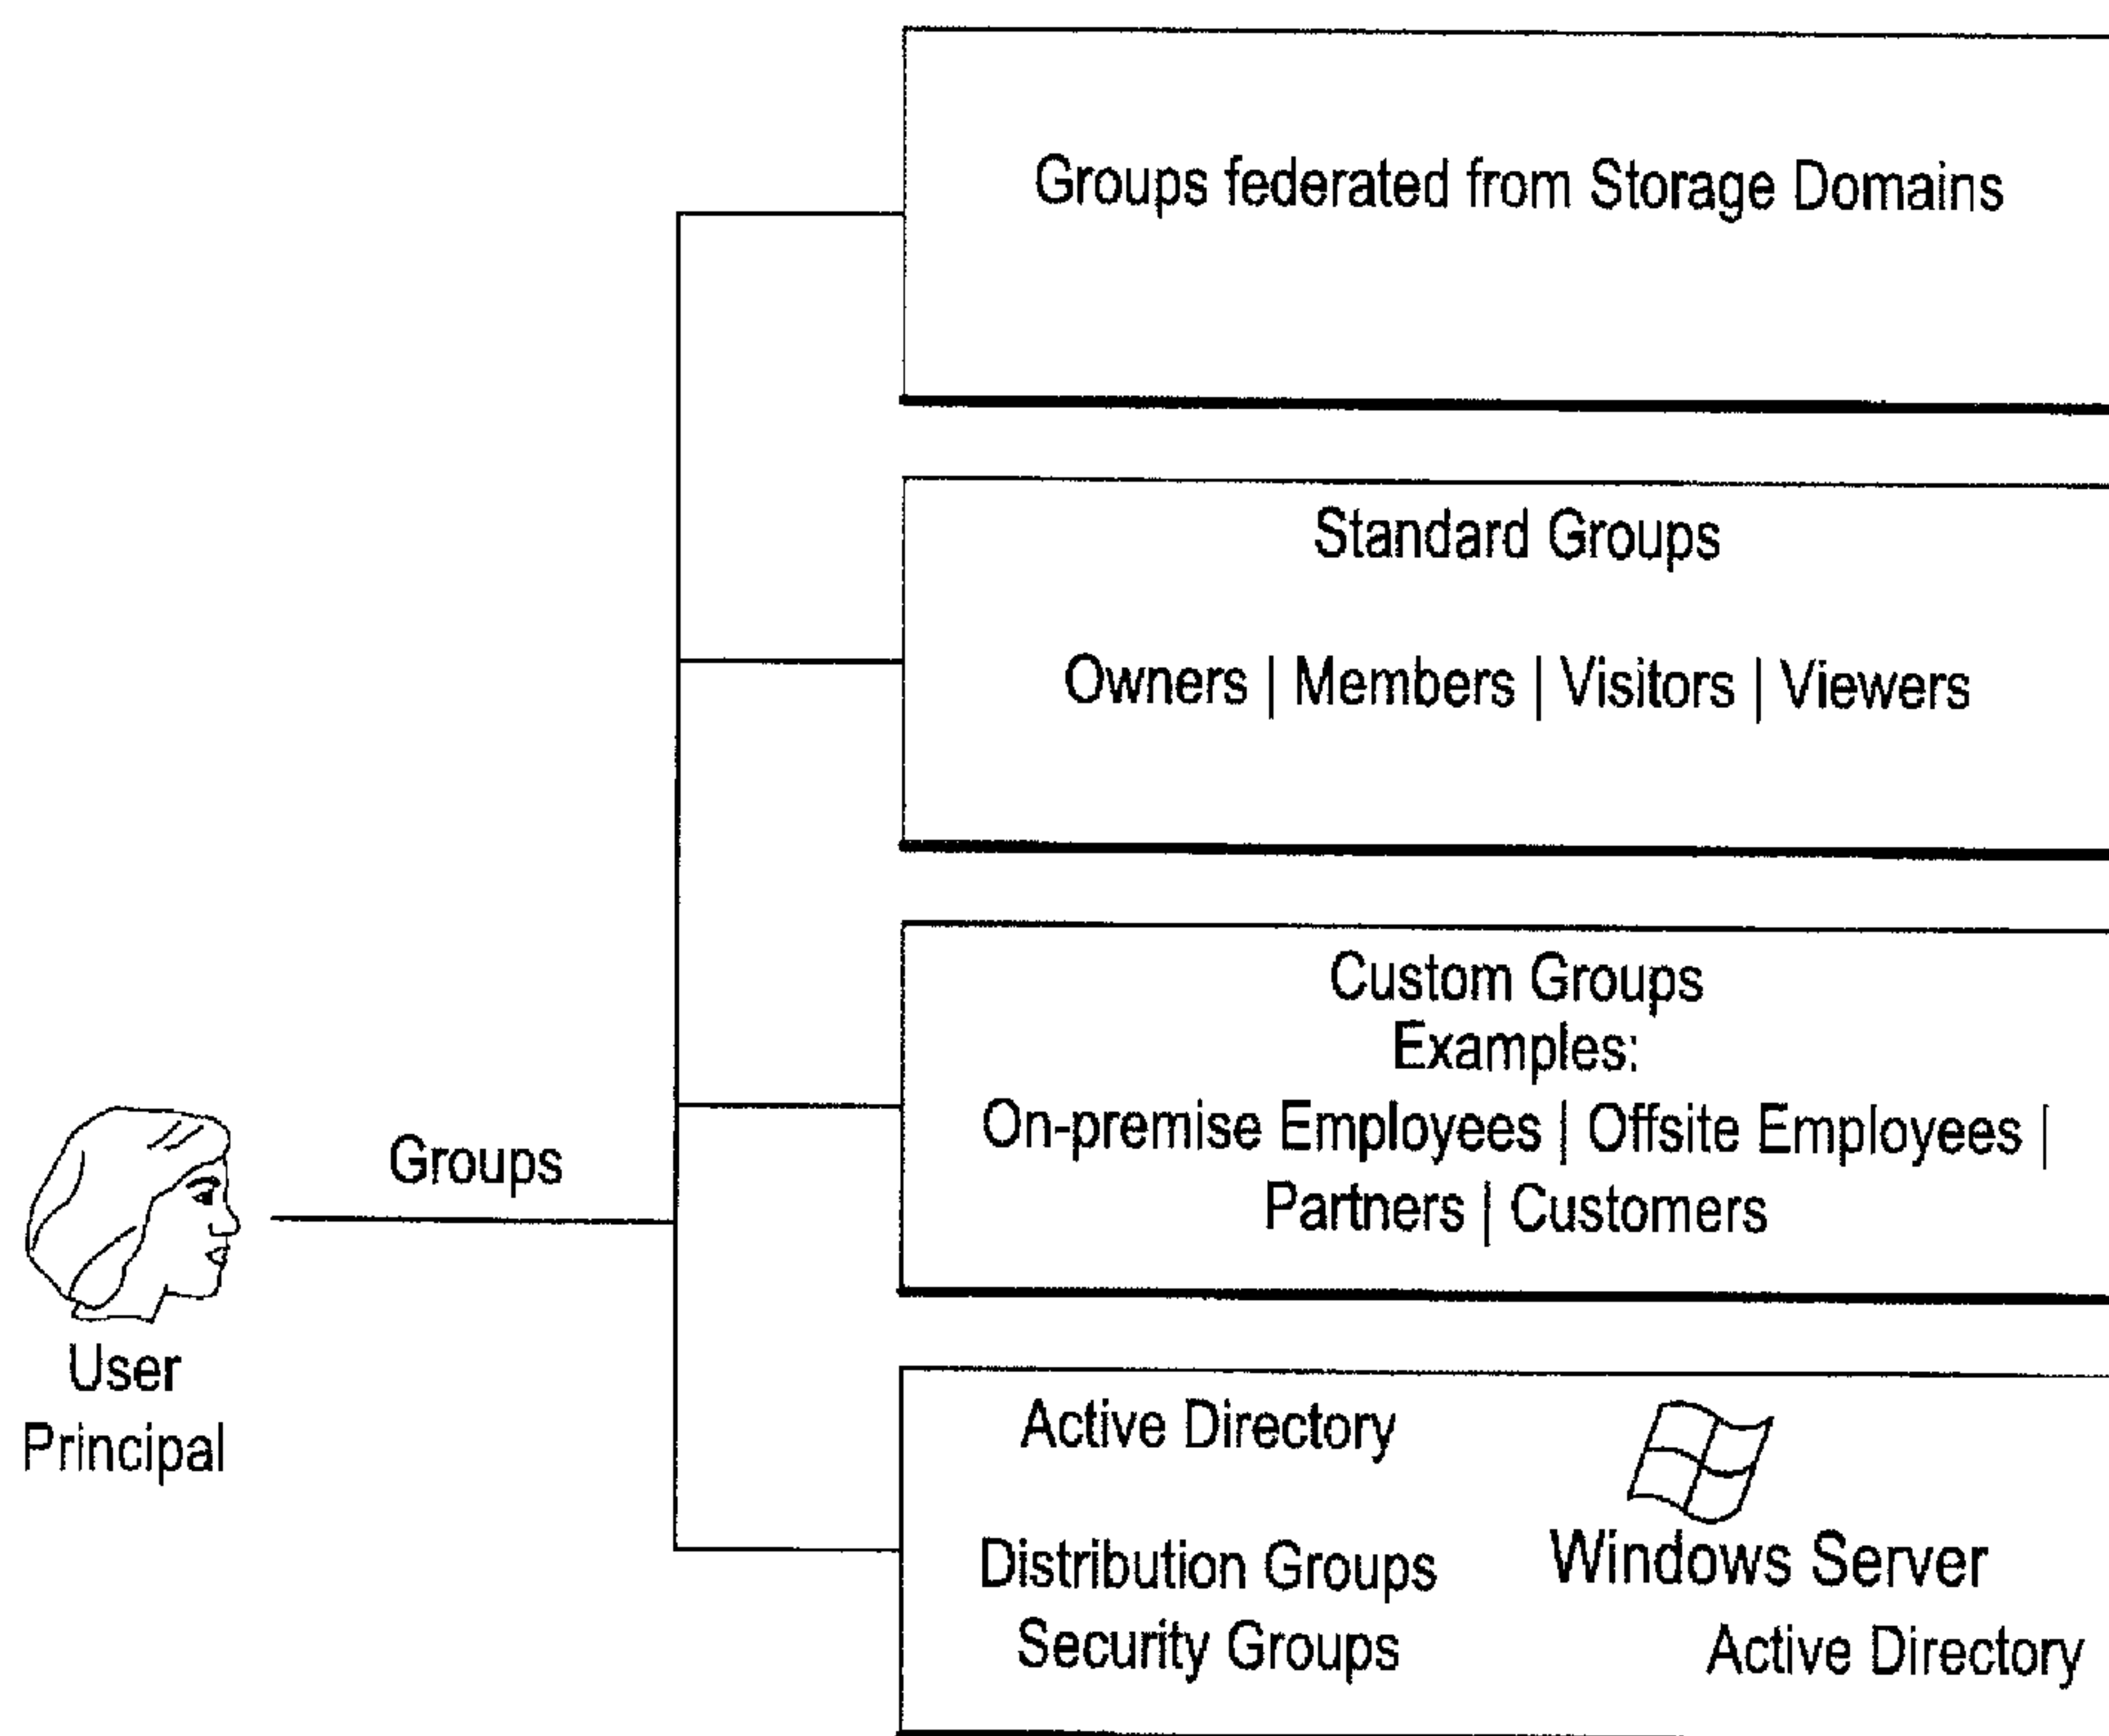 Groups federated from Storage Domains
Standard Groups
Owners | Members | Visitors | Viewers
Custom Groups
Examples:
On-premise Employees | Offsite Employees |
Partners | Customers
Groups
User
Principal
Active Directory
Distribution Groups
Security Groups
Windows Server
Active Directory